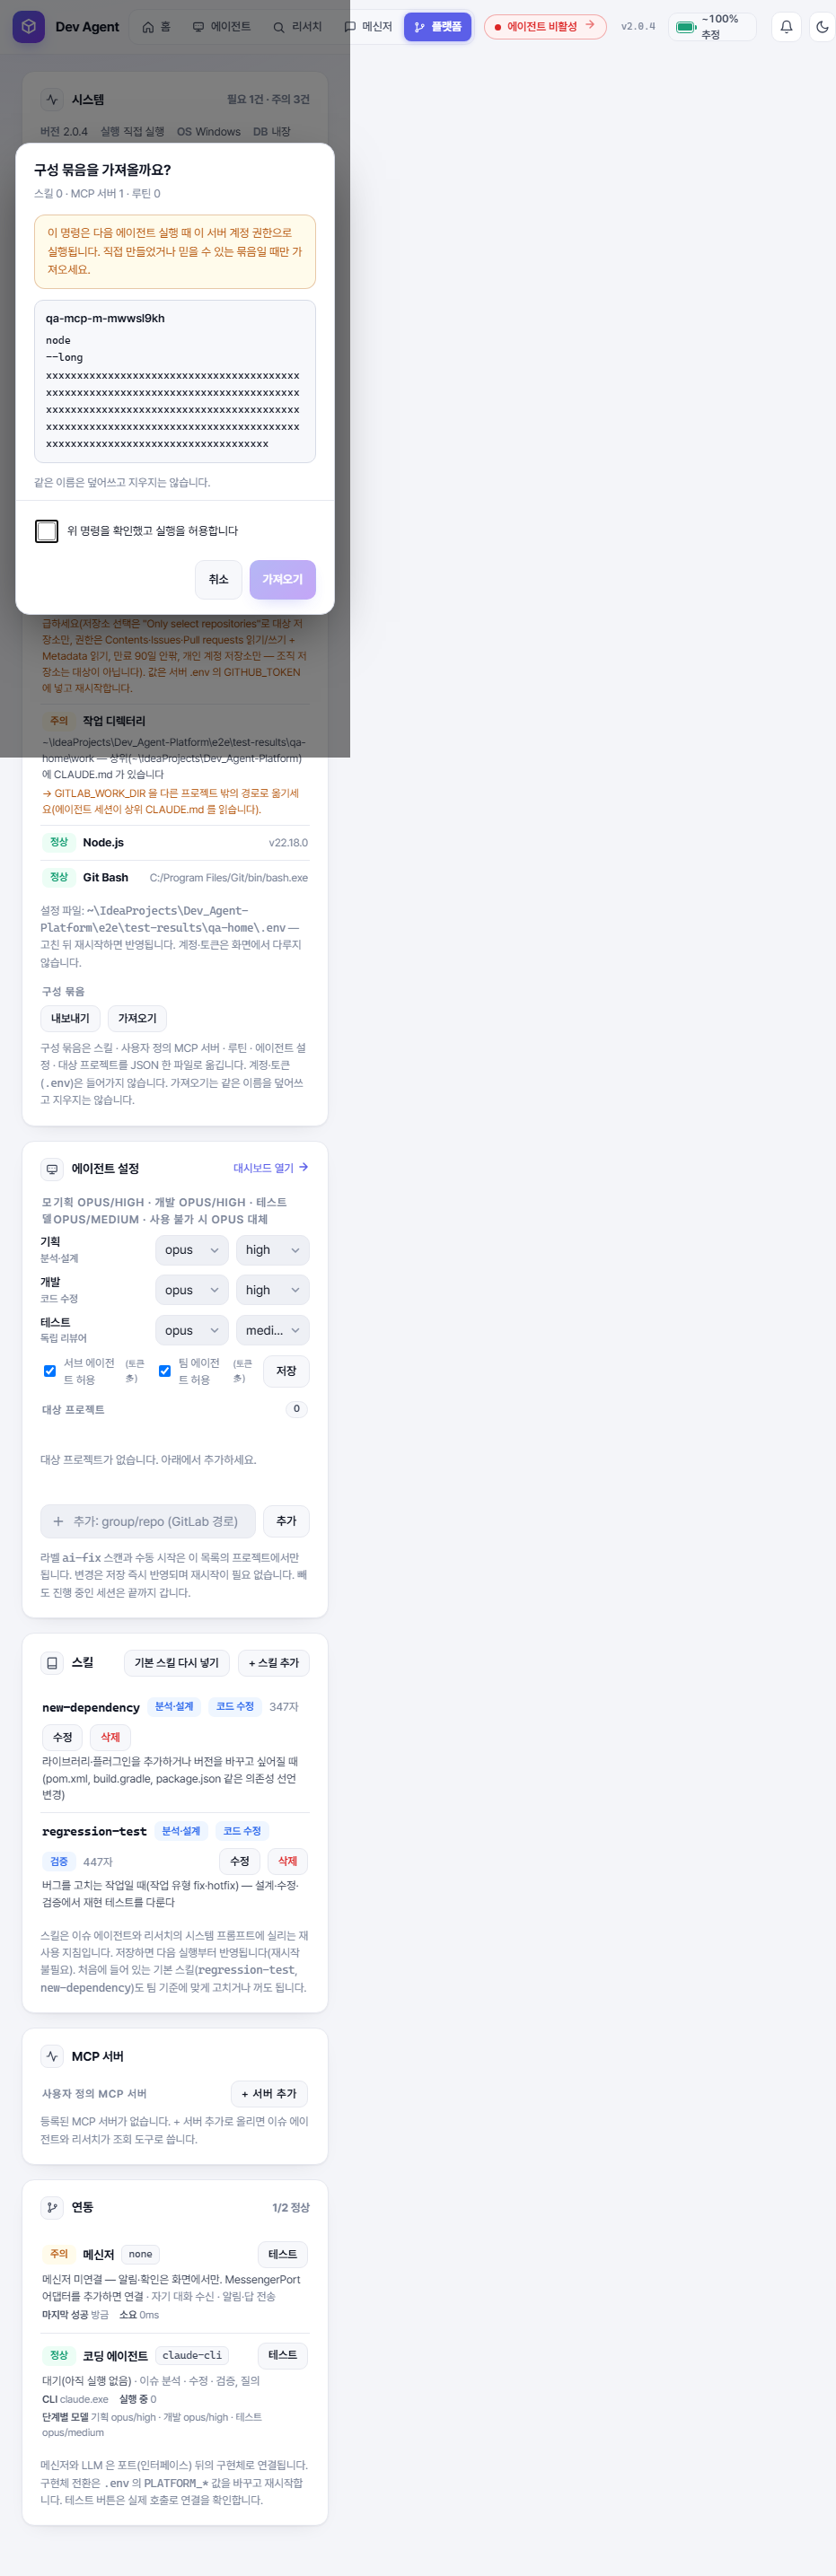 Dev Agent
홈
에이전트
리서치
메신저
플랫폼
에이전트 비활성
v2.0.4
~100%
추정
시스템
필요 1건 · 주의 3건
버전 2.0.4 실행 직접 실행 OS Windows DB 내장
구성 묶음을 가져올까요?
스킬 0 · MCP 서버 1 · 루틴 0
이 명령은 다음 에이전트 실행 때 이 서버 계정 권한으로
실행됩니다. 직접 만들었거나 믿을 수 있는 묶음일 때만 가
져오세요.
qa-mcp-m-mwwsl9kh
node
--long
xxxxxxxxxxxxxxxxxxxxxxxxxxxxxxxxxxxxxxxxx
xxxxxxxxxxxxxxxxxxxxxxxxxxxxxxxxxxxxxxxxx
xxxxxxxxxxxxxxxxxxxxxxxxxxxxxxxxxxxxxxxxx
xxxxxxxxxxxxxxxxxxxxxxxxxxxxxxxxxxxxxxxxx
xxxxxxxxxxxxxxxxxxxxxxxxxxxxxxxxxxxx
같은 이름은 덮어쓰고 지우지는 않습니다.
위 명령을 확인했고 실행을 허용합니다
취소
가져오기
급하세요(저장소 선택은 "Only select repositories"로 대상 저
장소만, 권한은 Contents·Issues·Pull requests 읽기/쓰기 +
Metadata 읽기, 만료 90일 안팎, 개인 계정 저장소만 — 조직 저
장소는 대상이 아닙니다). 값은 서버 .env 의 GITHUB_TOKEN
에 넣고 재시작합니다.
주의 작업 디렉터리
~\IdeaProjects\Dev_Agent-Platform\e2e\test-results\qa-
home\work — 상위(~\IdeaProjects\Dev_Agent-Platform)
에 CLAUDE.md 가 있습니다
→ GITLAB_WORK_DIR 을 다른 프로젝트 밖의 경로로 옮기세
요(에이전트 세션이 상위 CLAUDE.md 를 읽습니다).
정상 Node.js v22.18.0
정상 Git Bash C:/Program Files/Git/bin/bash.exe
설정 파일: ~\IdeaProjects\Dev_Agent-
Platform\e2e\test-results\qa-home\.env —
고친 뒤 재시작하면 반영됩니다. 계정·토큰은 화면에서 다루지
않습니다.
구성 묶음
내보내기
가져오기
구성 묶음은 스킬 · 사용자 정의 MCP 서버 · 루틴 · 에이전트 설
정 · 대상 프로젝트를 JSON 한 파일로 옮깁니다. 계정·토큰
(.env)은 들어가지 않습니다. 가져오기는 같은 이름을 덮어쓰
고 지우지는 않습니다.
에이전트 설정
대시보드 열기 →
모기획 OPUS/HIGH · 개발 OPUS/HIGH · 테스트
델OPUS/MEDIUM · 사용 불가 시 OPUS 대체
기획
분석·설계
opus
high
개발
코드 수정
opus
high
테스트
독립 리뷰어
opus
medi...
서브 에이전
트 허용
(토큰
톳)
팀 에이전
트 허용
(토큰
톳)
저장
대상 프로젝트
0
대상 프로젝트가 없습니다. 아래에서 추가하세요.
추가: group/repo (GitLab 경로)
추가
라벨 ai-fix 스캔과 수동 시작은 이 목록의 프로젝트에서만
됩니다. 변경은 저장 즉시 반영되며 재시작이 필요 없습니다. 빼
도 진행 중인 세션은 끝까지 갑니다.
스킬
기본 스킬 다시 넣기
+ 스킬 추가
new-dependency 분석·설계 코드 수정 347자
수정
삭제
라이브러리·플러그인을 추가하거나 버전을 바꾸고 싶어질 때
(pom.xml, build.gradle, package.json 같은 의존성 선언
변경)
regression-test 분석·설계 코드 수정
검증 447자
수정
삭제
버그를 고치는 작업일 때(작업 유형 fix·hotfix) — 설계·수정·
검증에서 재현 테스트를 다룬다
스킬은 이슈 에이전트와 리서치의 시스템 프롬프트에 실리는 재
사용 지침입니다. 저장하면 다음 실행부터 반영됩니다(재시작
불필요). 처음에 들어 있는 기본 스킬(regression-test,
new-dependency)도 팀 기준에 맞게 고치거나 꺼도 됩니다.
MCP 서버
사용자 정의 MCP 서버
+ 서버 추가
등록된 MCP 서버가 없습니다. + 서버 추가로 올리면 이슈 에이
전트와 리서치가 조회 도구로 씁니다.
연동
1/2 정상
주의 메신저 none
테스트
메신저 미연결 — 알림·확인은 화면에서만. MessengerPort
어댑터를 추가하면 연결 · 자기 대화 수신 · 알림·답 전송
마지막 성공 방금 소요 0ms
정상 코딩 에이전트 claude-cli
테스트
대기(아직 실행 없음) · 이슈 분석 · 수정 · 검증, 질의
CLI claude.exe 실행 중 0
단계별 모델 기획 opus/high · 개발 opus/high · 테스트
opus/medium
메신저와 LLM 은 포트(인터페이스) 뒤의 구현체로 연결됩니다.
구현체 전환은 .env 의 PLATFORM_* 값을 바꾸고 재시작합
니다. 테스트 버튼은 실제 호출로 연결을 확인합니다.